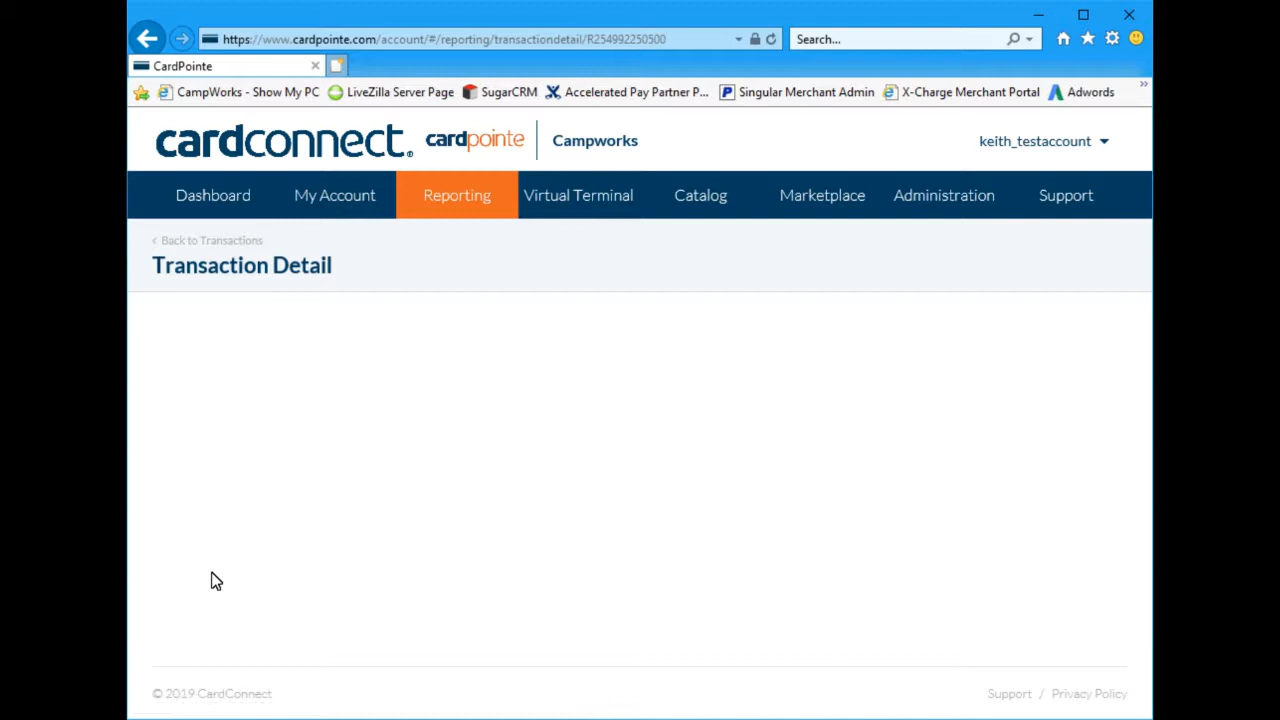 https://www.cardpointe.com/account/#/reporting/transactiondetail/R254992250500
Search...
CardPointe
CampWorks - Show My PC
LiveZilla Server Page
SugarCRM
Accelerated Pay Partner P...
Singular Merchant Admin
X-Charge Merchant Portal
Adwords
cardconnect.®
cardpointe
Campworks
keith_testaccount
Dashboard
My Account
Reporting
Virtual Terminal
Catalog
Marketplace
Administration
Support
< Back to Transactions
Transaction Detail
© 2019 CardConnect
Support / Privacy Policy